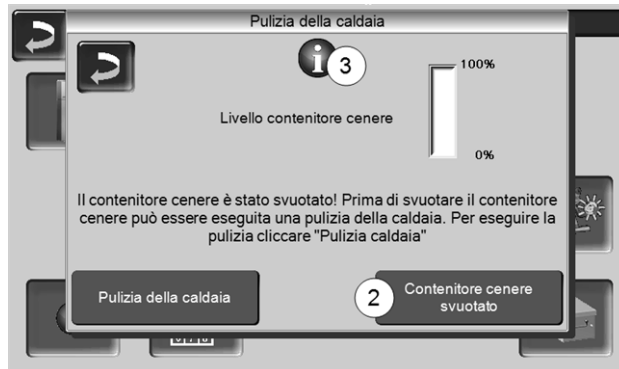 Pulizia della caldaia
3
100%
Livello contenitore cenere
0%
Il contenitore cenere è stato svuotato! Prima di svuotare il contenitore
cenere può essere eseguita una pulizia della caldaia. Per eseguire la
pulizia cliccare "Pulizia caldaia"
Pulizia della caldaia
2
Contenitore cenere
svuotato